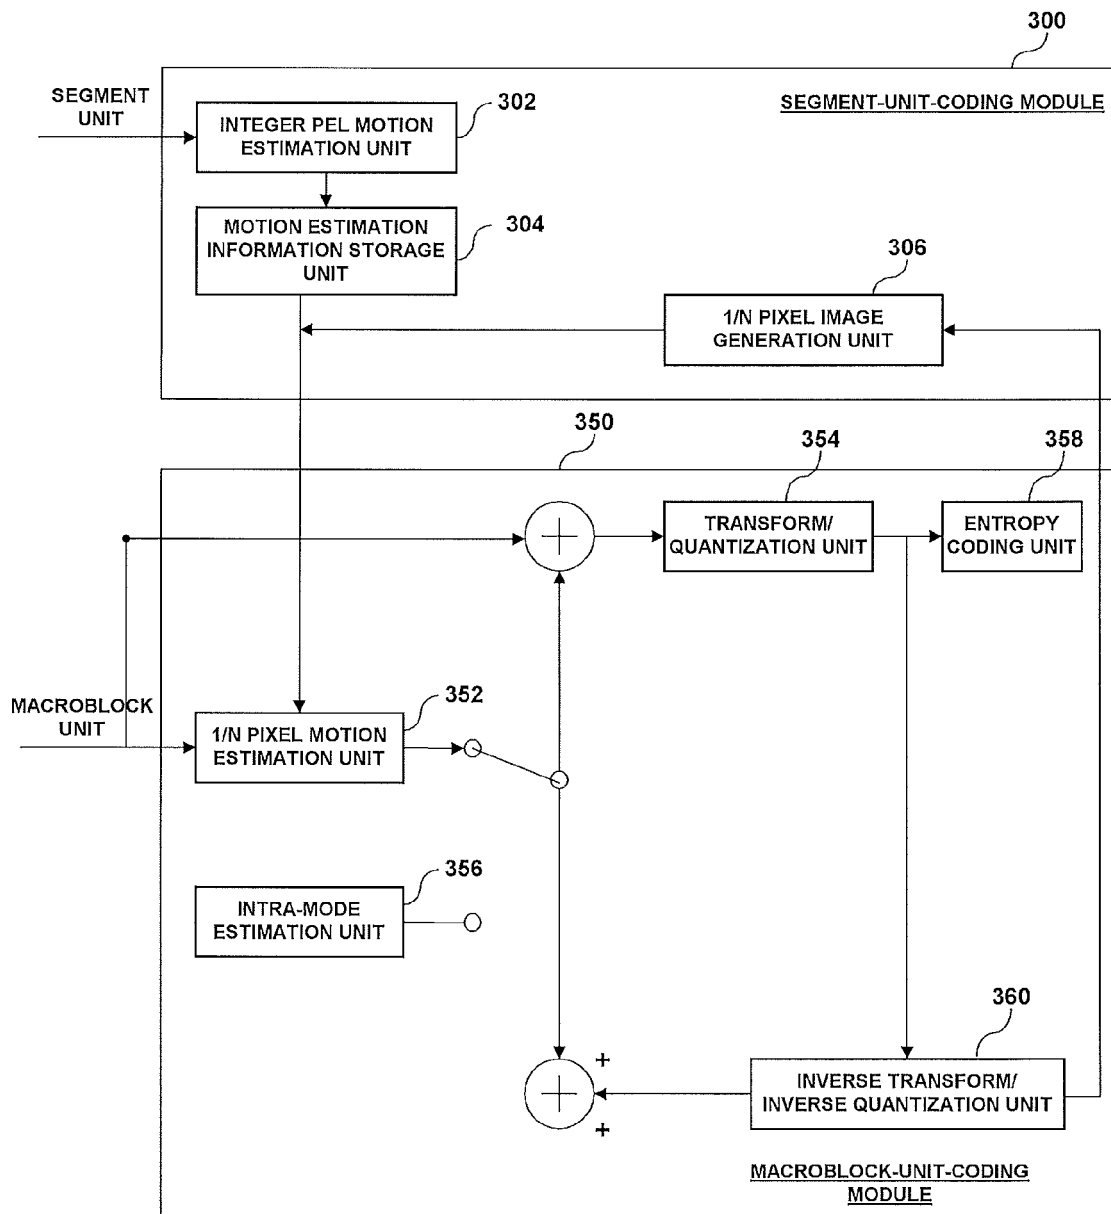 300
SEGMENT
UNIT
SEGMENT-UNIT-CODING MODULE
302
INTEGER PEL MOTION
ESTIMATION UNIT
304
MOTION ESTIMATION
INFORMATION STORAGE
UNIT
306
1/N PIXEL IMAGE
GENERATION UNIT
350
354
358
TRANSFORM/
QUANTIZATION UNIT
ENTROPY
CODING UNIT
MACROBLOCK
UNIT
352
1/N PIXEL MOTION
ESTIMATION UNIT
356
INTRA-MODE
ESTIMATION UNIT
360
+
INVERSE TRANSFORM/
INVERSE QUANTIZATION UNIT
+
MACROBLOCK-UNIT-CODING
MODULE